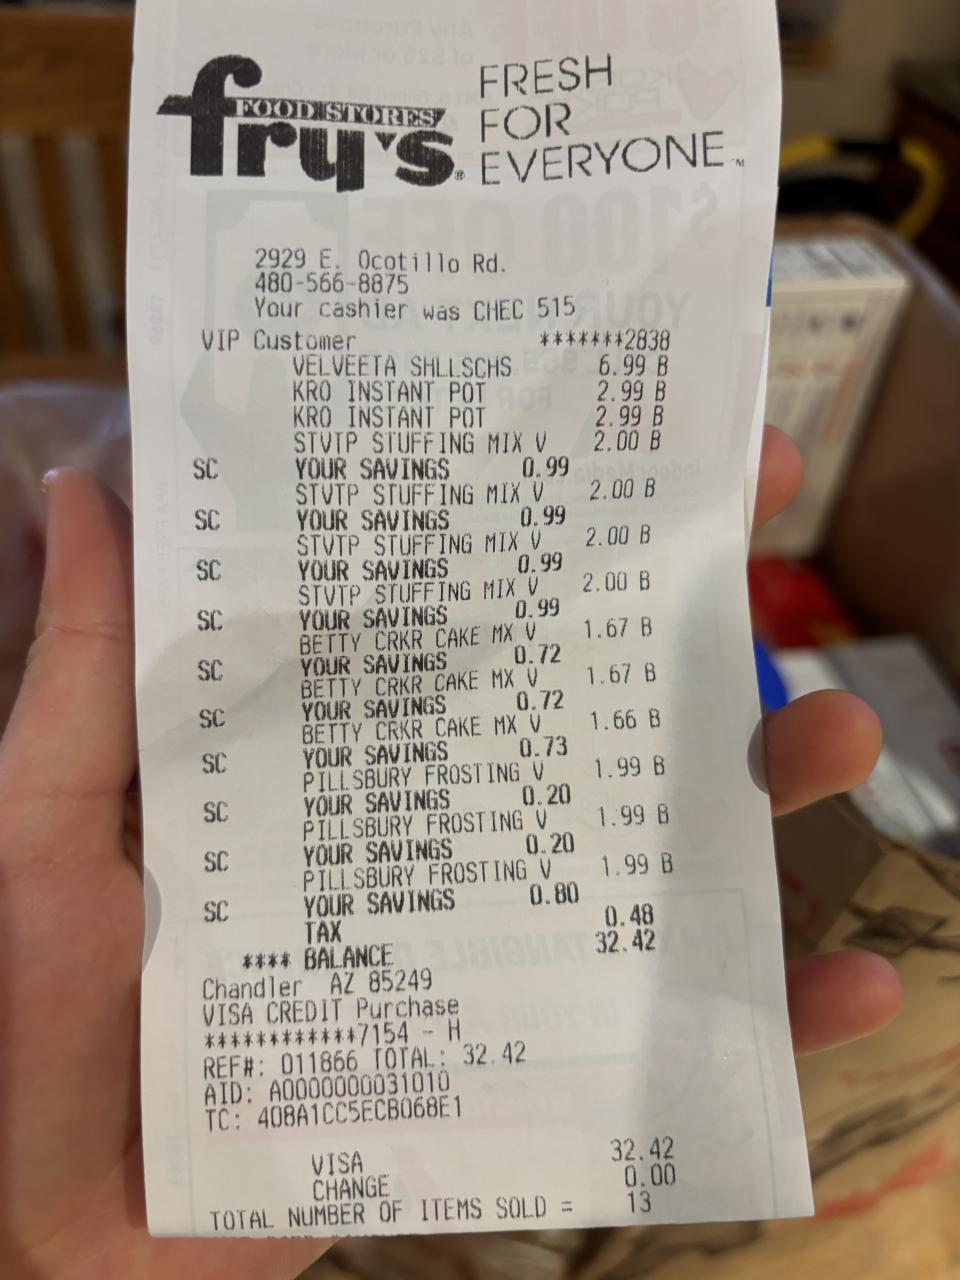 fry's
FOOD STORES
FRESH
FOR
EVERYONE™
2929 E. Ocotillo Rd.
480-566-8875
Your cashier was CHEC 515
VIP Customer *******2838
VELVEETA SHLLSCHS 6.99 B
KRO INSTANT POT 2.99 B
KRO INSTANT POT 2.99 B
STVTP STUFFING MIX V 2.00 B
SC YOUR SAVINGS 0.99
STVTP STUFFING MIX V 2.00 B
SC YOUR SAVINGS 0.99
STVTP STUFFING MIX V 2.00 B
SC YOUR SAVINGS 0.99
STVTP STUFFING MIX V 2.00 B
SC YOUR SAVINGS 0.99
BETTY CRKR CAKE MX V 1.67 B
SC YOUR SAVINGS 0.72
BETTY CRKR CAKE MX V 1.67 B
SC YOUR SAVINGS 0.72
BETTY CRKR CAKE MX V 1.66 B
SC YOUR SAVINGS 0.73
PILLSBURY FROSTING V 1.99 B
SC YOUR SAVINGS 0.20
PILLSBURY FROSTING V 1.99 B
SC YOUR SAVINGS 0.20
PILLSBURY FROSTING V 1.99 B
SC YOUR SAVINGS 0.80
TAX 0.48
**** BALANCE 32.42
Chandler AZ 85249
VISA CREDIT Purchase
************7154 - H
REF#: 011866 TOTAL: 32.42
AID: A0000000031010
TC: 408A1CC5ECB068E1
VISA 32.42
CHANGE 0.00
TOTAL NUMBER OF ITEMS SOLD = 13